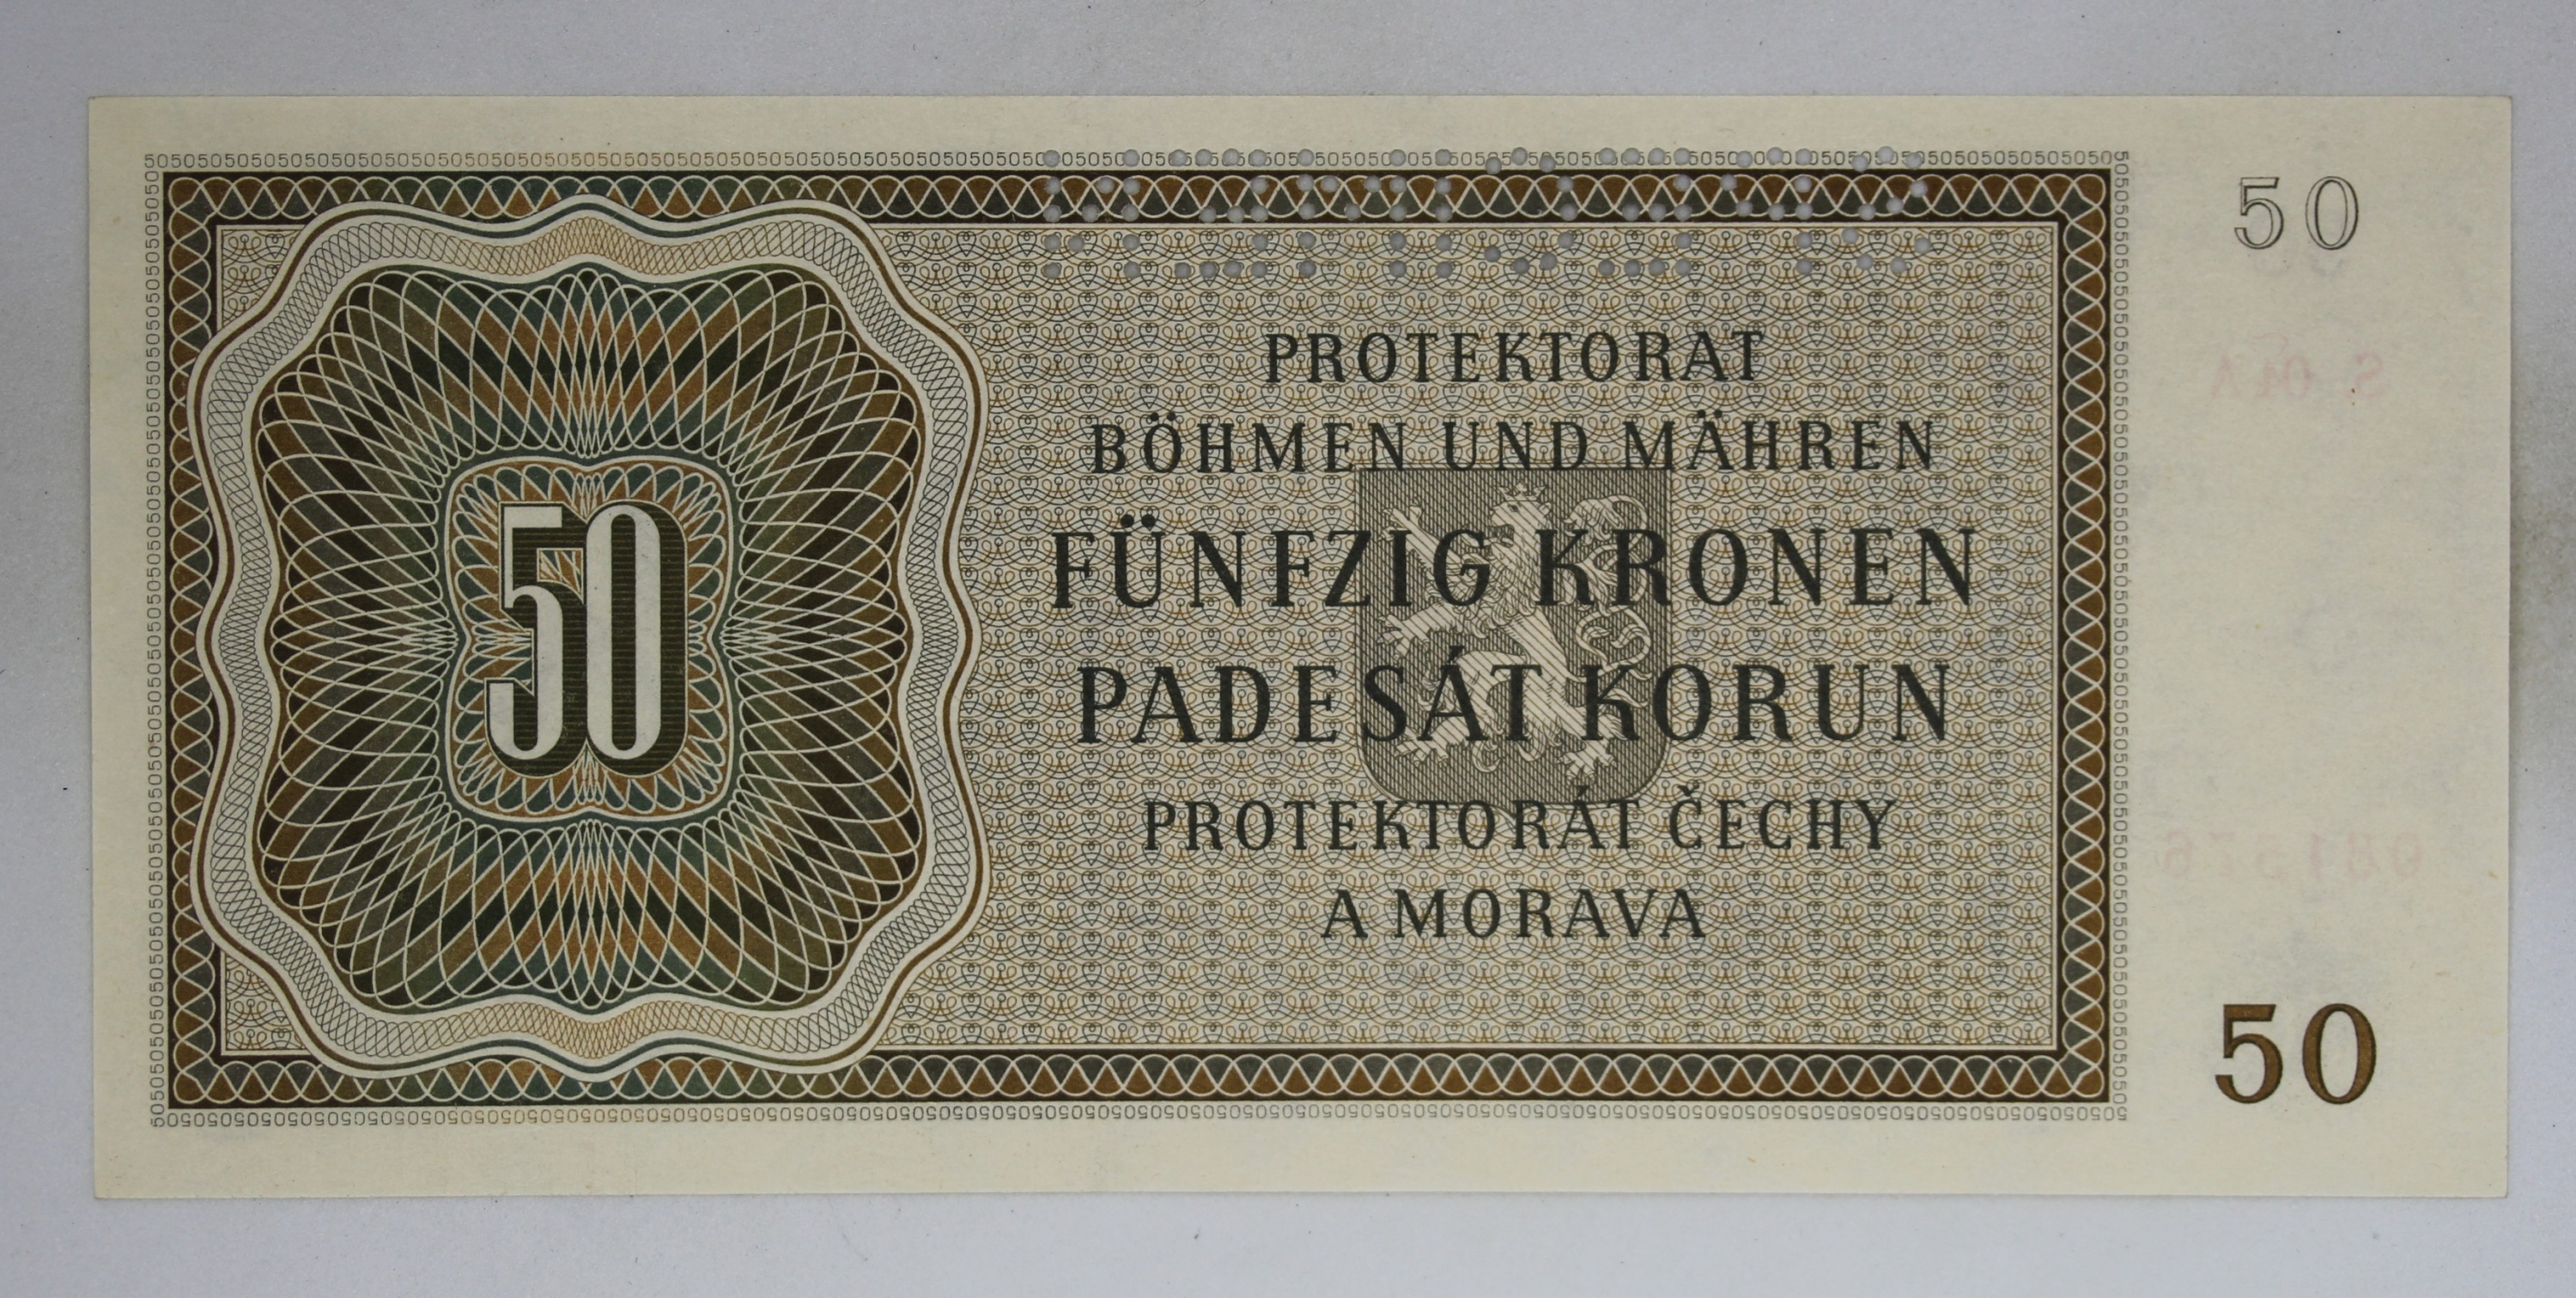 50
PROTEKTORAT
BÖHMEN UND MÄHREN
50
FÜNFZIG KRONEN
PADESÁT KORUN
PROTEKTORÁT ČECHY
A MORAVA
50